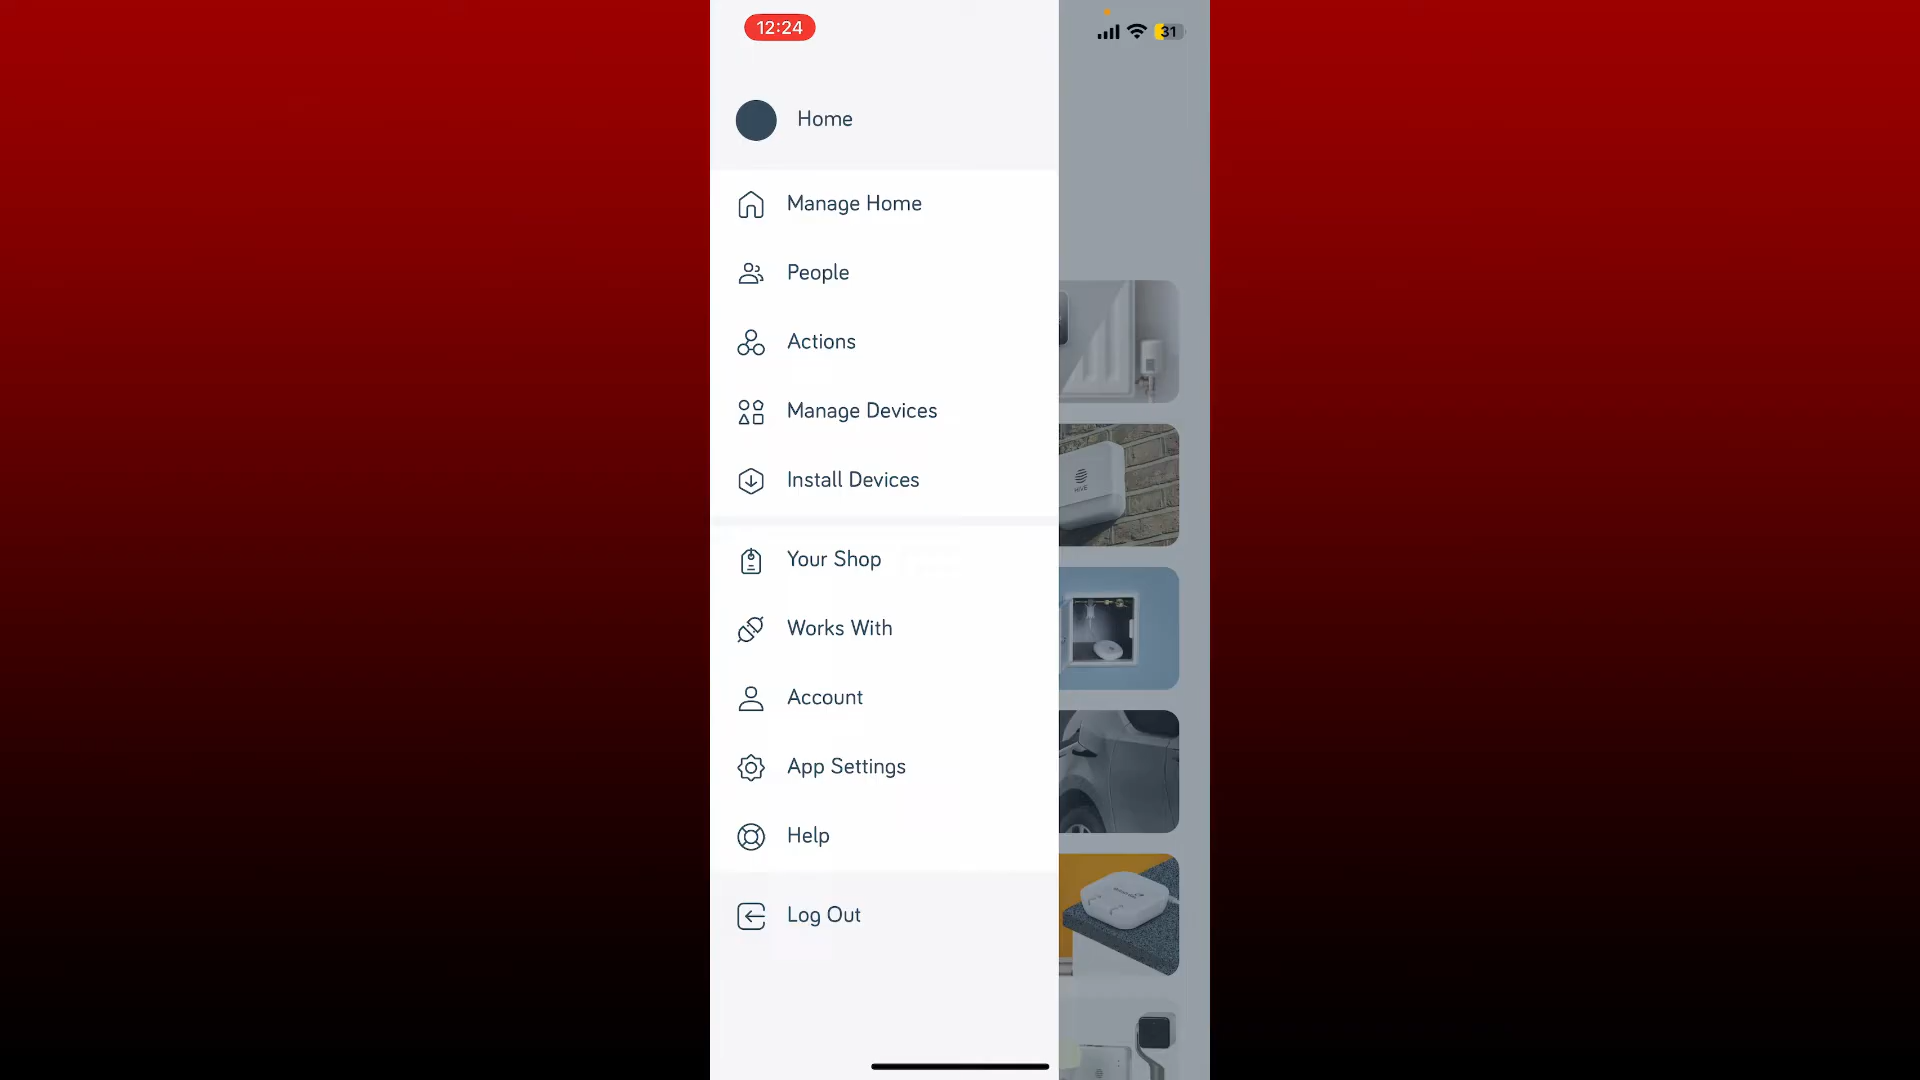 12:24
31
Home
Manage Home
People
Actions
Manage Devices
Install Devices
HIVE
Your Shop
Works With
Account
App Settings
Help
Log Out